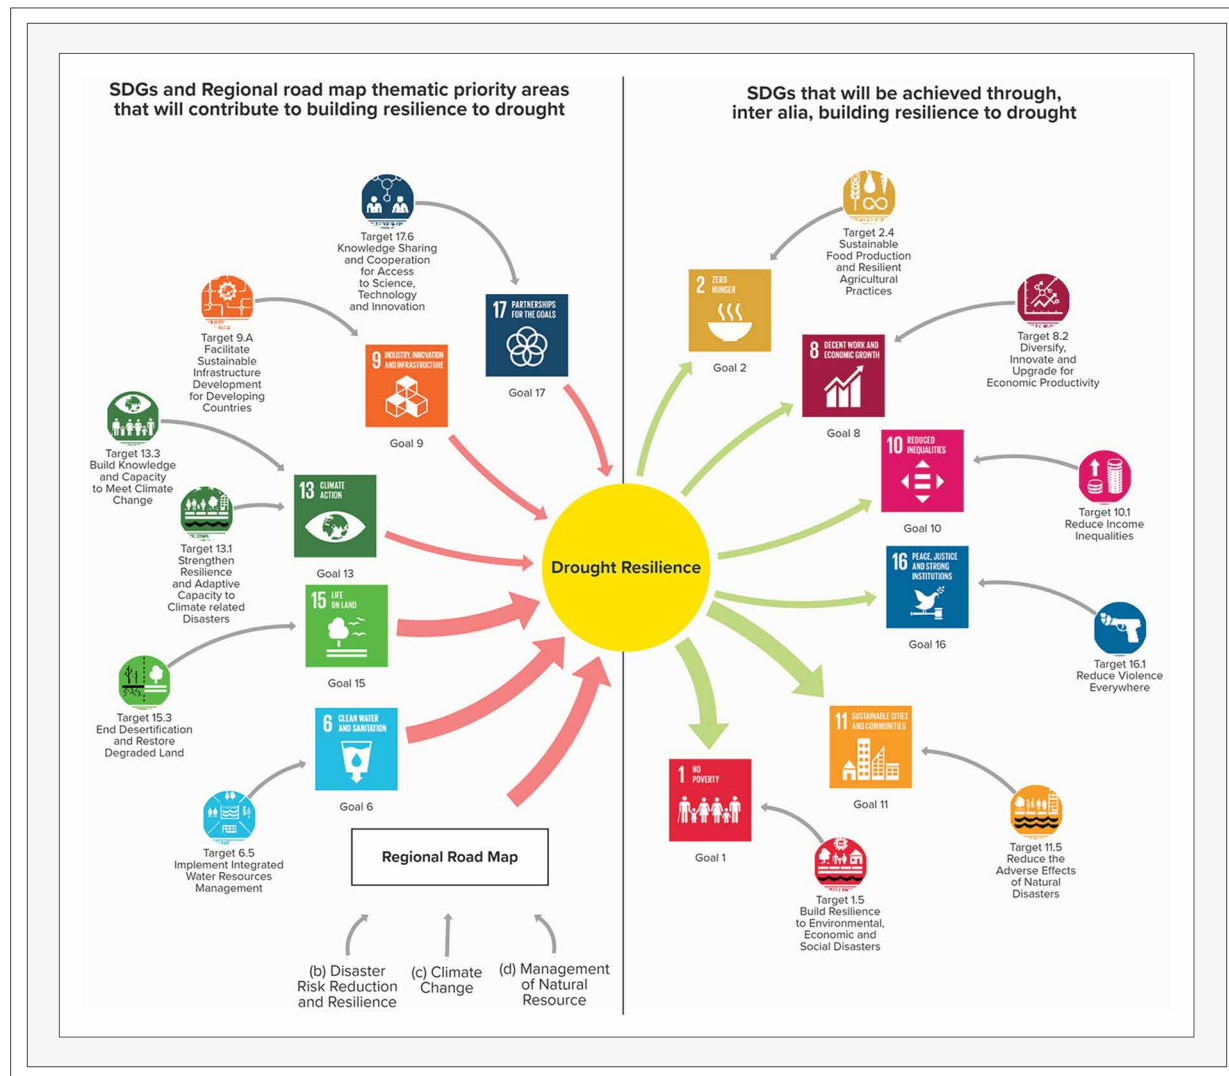 SDGs and Regional road map thematic priority areas
that will contribute to building resilience to drought
SDGs that will be achieved through,
inter alia, building resilience to drought
Target 17.6
Knowledge Sharing
and Cooperation
for Access
to Science,
Technology
and Innovation
17 PARTNERSHIPS
FOR THE GOALS
Goal 17
Target 9.A
Facilitate
Sustainable
Infrastructure
Development
for Developing
Countries
9 INDUSTRY, INNOVATION
AND INFRASTRUCTURE
Goal 9
Target 13.3
Build Knowledge
and Capacity
to Meet Climate
Change
13 CLIMATE
ACTION
Goal 13
Target 13.1
Strengthen
Resilience
and Adaptive
Capacity to
Climate related
Disasters
15 LIFE
ON LAND
Goal 15
Target 15.3
End Desertification
and Restore
Degraded Land
6 CLEAN WATER
AND SANITATION
Goal 6
Target 6.5
Implement Integrated
Water Resources
Management
Regional Road Map
(b) Disaster
Risk Reduction
and Resilience
(c) Climate
Change
(d) Management
of Natural
Resource
Drought Resilience
Target 2.4
Sustainable
Food Production
and Resilient
Agricultural
Practices
2 ZERO
HUNGER
Goal 2
Target 8.2
Diversify,
Innovate and
Upgrade for
Economic Productivity
8 DECENT WORK AND
ECONOMIC GROWTH
Goal 8
10 REDUCED
INEQUALITIES
Goal 10
Target 10.1
Reduce Income
Inequalities
16 PEACE, JUSTICE
AND STRONG
INSTITUTIONS
Goal 16
Target 16.1
Reduce Violence
Everywhere
11 SUSTAINABLE CITIES
AND COMMUNITIES
Goal 11
Target 11.5
Reduce the
Adverse Effects
of Natural
Disasters
1 NO
POVERTY
Goal 1
Target 1.5
Build Resilience
to Environmental,
Economic and
Social Disasters